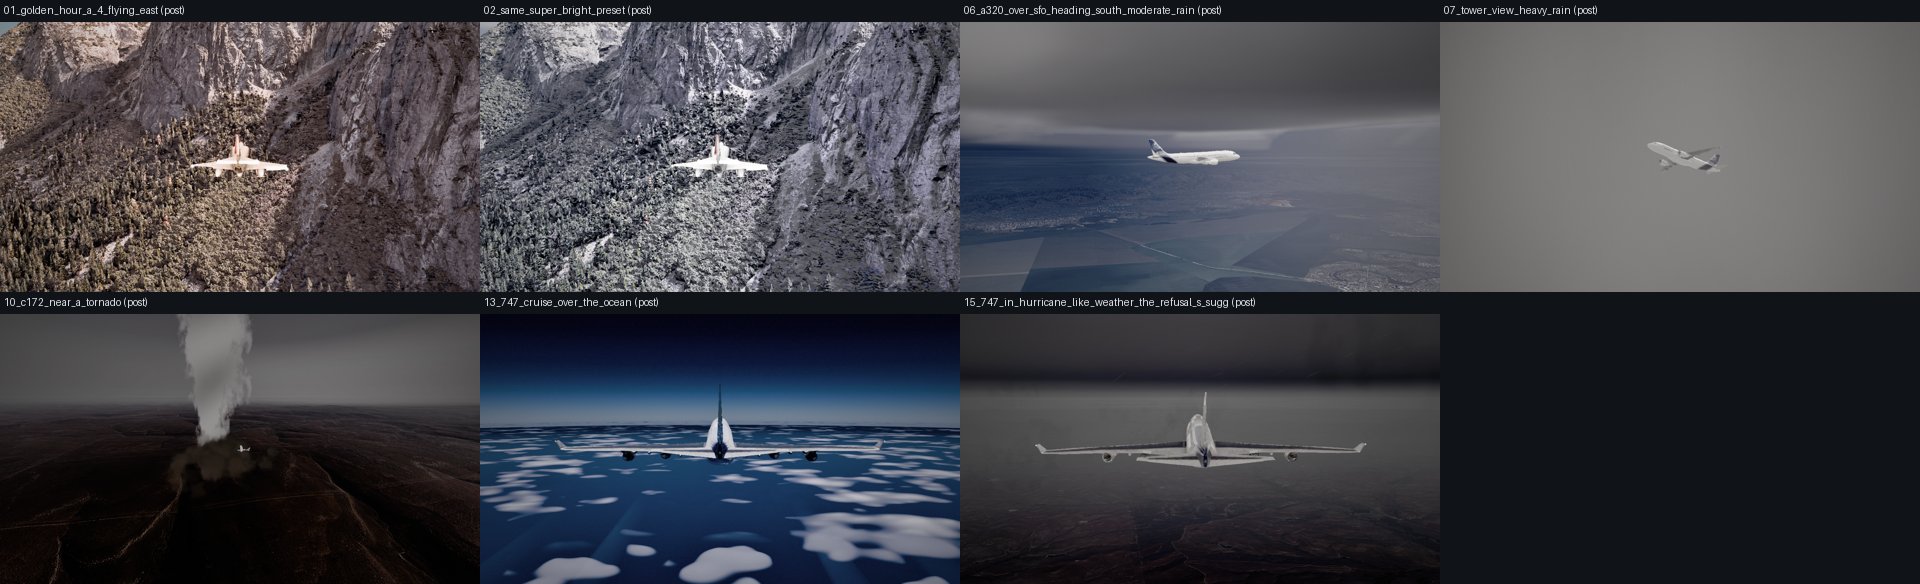 01_golden_hour_a_4_flying_east (post)
02_same_super_bright_preset (post)
06_a320_over_sfo_heading_south_moderate_rain (post)
07_tower_view_heavy_rain (post)
10_c172_near_a_tornado (post)
13_747_cruise_over_the_ocean (post)
15_747_in_hurricane_like_weather_the_refusal_s_sugg (post)